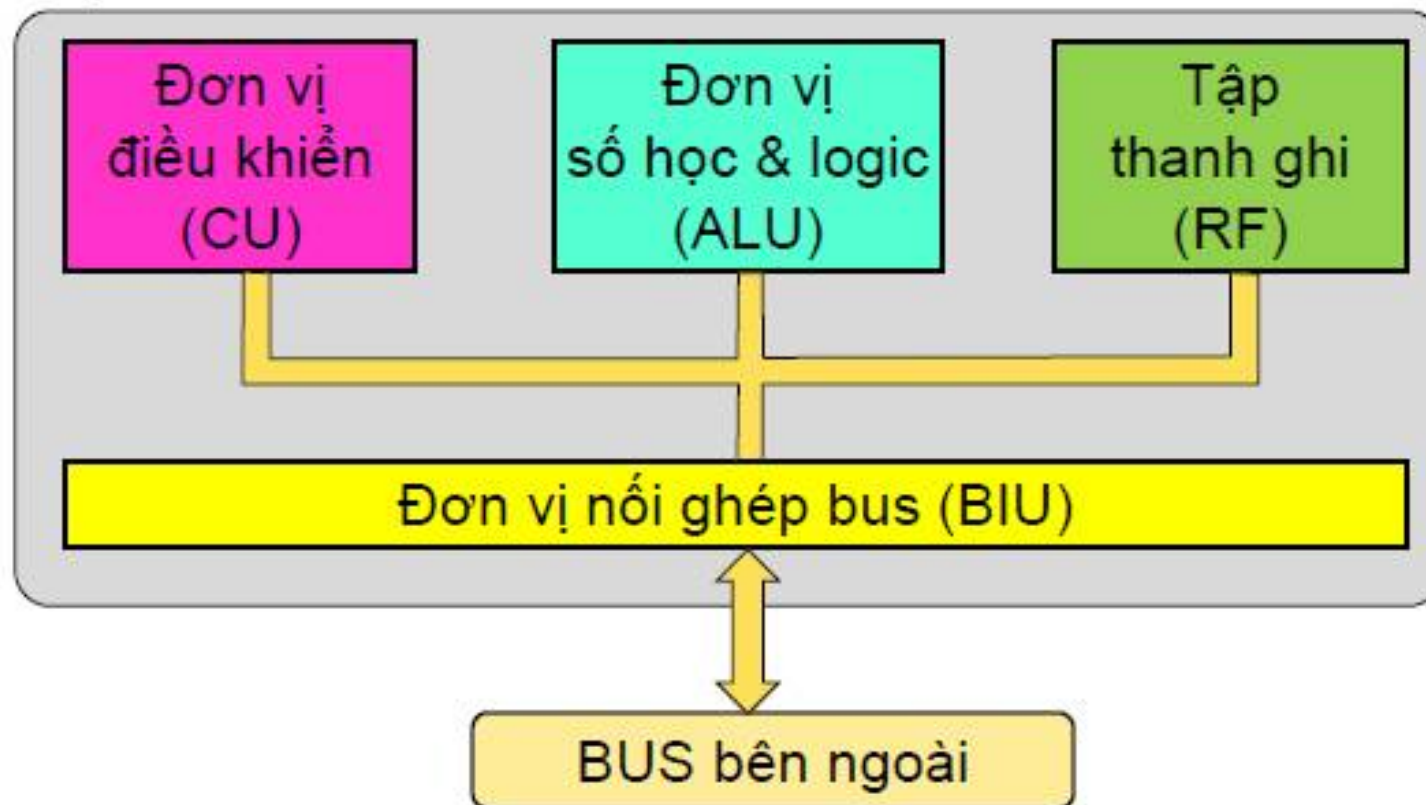 Đơn vị
điều khiển
(CU)
Đơn vị
số học & logic
(ALU)
Tập
thanh ghi
(RF)
Đơn vị nối ghép bus (BIU)
BUS bên ngoài